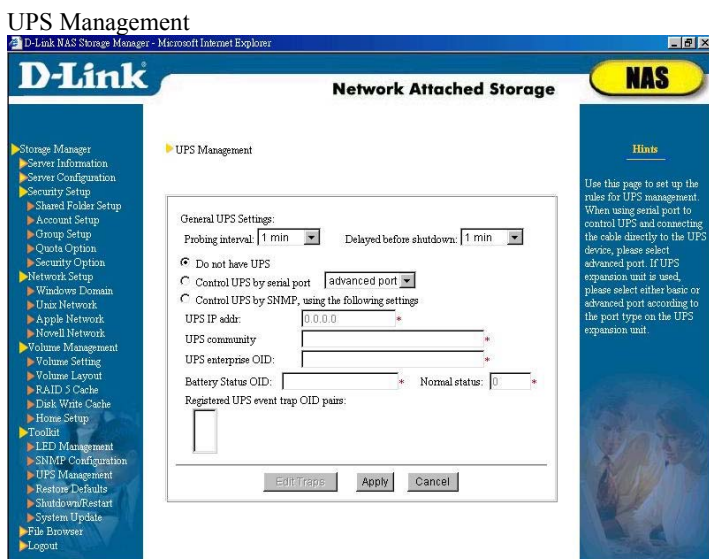 UPS Management
D-Link NAS Storage Manager - Microsoft Internet Explorer
D-Link
Network Attached Storage
NAS
Storage Manager
Server Information
Server Configuration
Security Setup
Shared Folder Setup
Account Setup
Group Setup
Quota Option
Security Option
Network Setup
Windows Domain
Unix Network
Apple Network
Novell Network
Volume Management
Volume Setting
Volume Layout
RAID 5 Cache
Disk Write Cache
Home Setup
Toolkit
LED Management
SNMP Configuration
UPS Management
Restore Defaults
Shutdown/Restart
System Update
File Browser
Logout
UPS Management
General UPS Settings:
Probing interval: 1 min Delayed before shutdown: 1 min
Do not have UPS
Control UPS by serial port advanced port
Control UPS by SNMP, using the following settings
UPS IP addr: 0.0.0.0 *
UPS community *
UPS enterprise OID: *
Battery Status OID: * Normal status: 0 *
Registered UPS event trap OID pairs:
Edit Traps Apply Cancel
Hints
Use this page to set up the
rules for UPS management.
When using serial port to
control UPS and connecting
the cable directly to the UPS
device, please select
advanced port. If UPS
expansion unit is used,
please select either basic or
advanced port according to
the port type on the UPS
expansion unit.